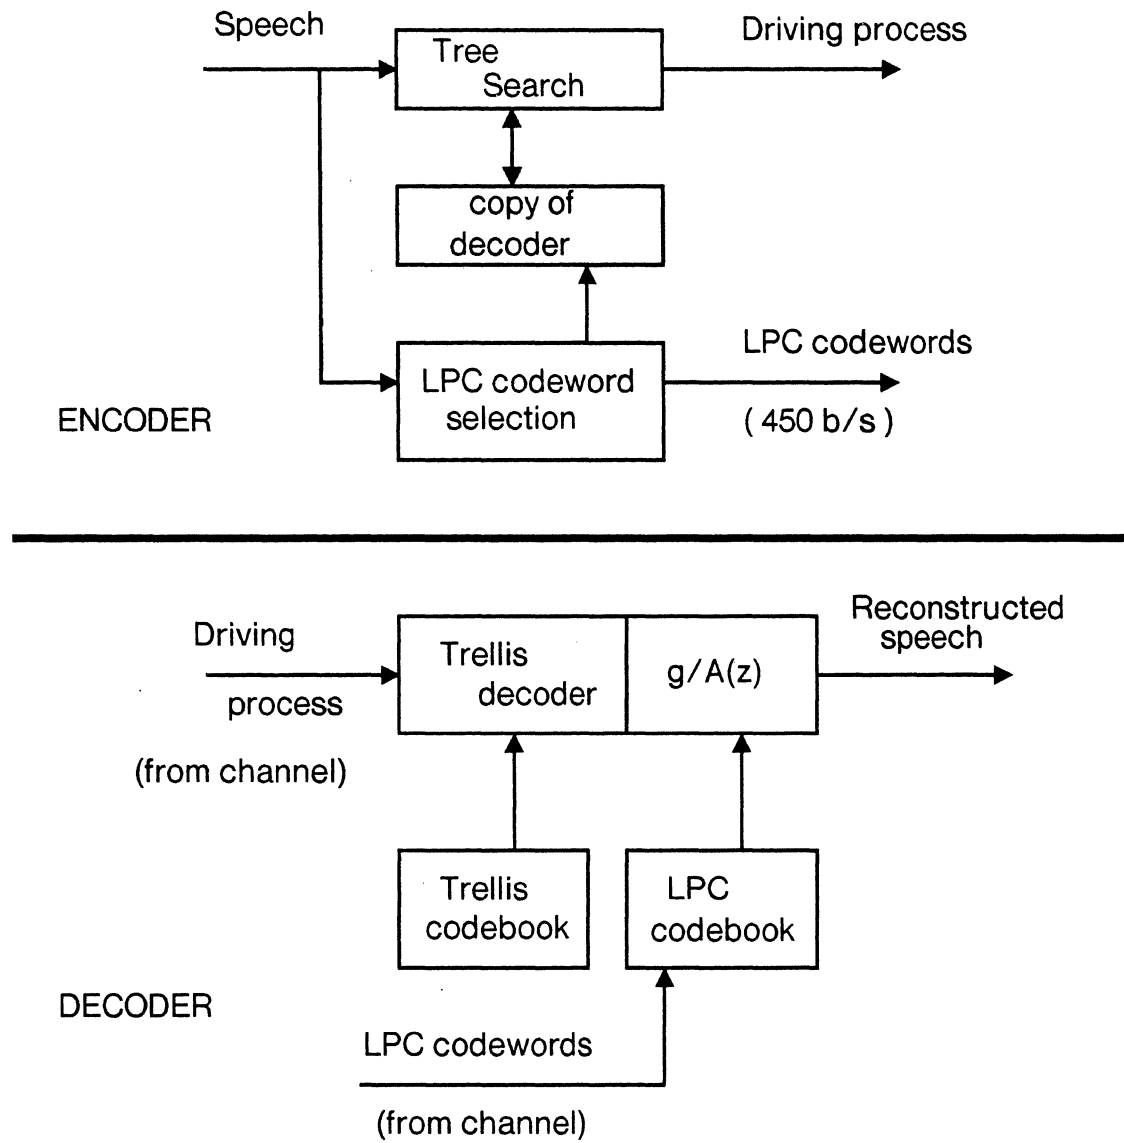 Speech
Tree
Search
Driving process
copy of
decoder
LPC codeword
selection
LPC codewords
( 450 b/s )
ENCODER
Driving
process
(from channel)
Trellis
decoder
g/A(z)
Reconstructed
speech
Trellis
codebook
LPC
codebook
DECODER
LPC codewords
(from channel)